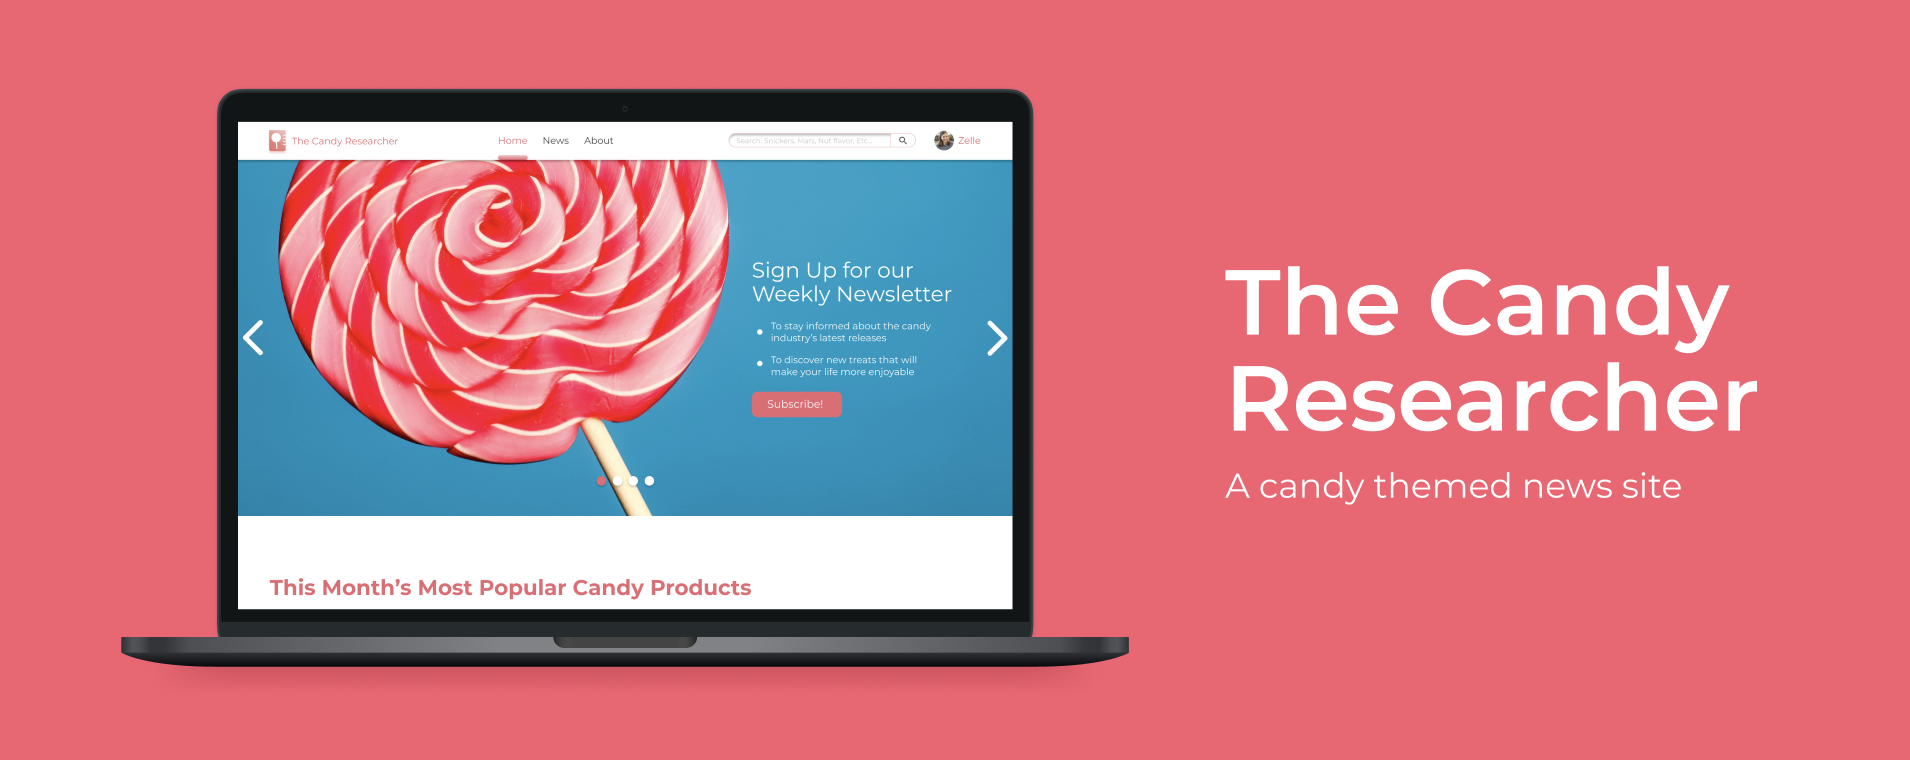 The Candy Researcher
Home
News
About
Search: Snickers, Mars, Nut flavor, Etc...
Zelle
Sign Up for our
Weekly Newsletter
To stay informed about the candy
industry's latest releases
To discover new treats that will
make your life more enjoyable
Subscribe!
This Month's Most Popular Candy Products
The Candy
Researcher
A candy themed news site